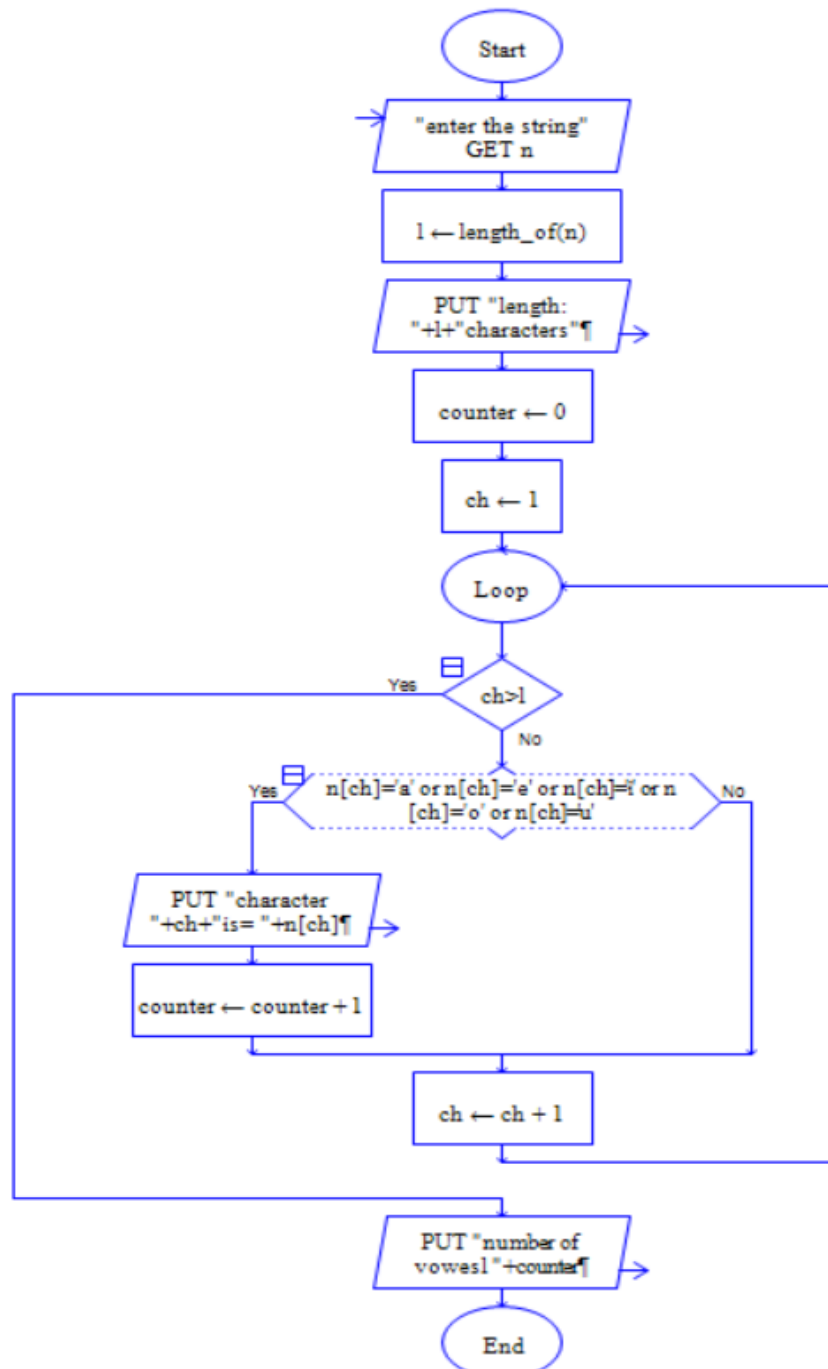 Start
"enter the string"
GET n
l ← length_of(n)
PUT "length:
"+l+"characters"¶
counter ← 0
ch ← 1
Loop
Yes
ch>l
No
Yes
n[ch]='a' or n[ch]='e' or n[ch]='i' or n
[ch]='o' or n[ch]='u'
No
PUT "character
"+ch+"is= "+n[ch]¶
counter ← counter + 1
ch ← ch + 1
PUT "number of
vowesl "+counter¶
End